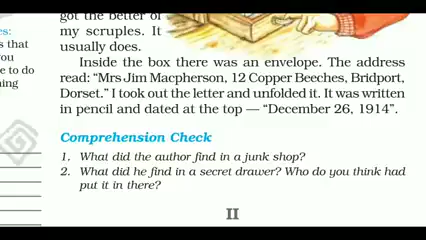 es:
s that
you
e to do
ning
got the better of
my scruples. It
usually does.
Inside the box there was an envelope. The address
read: “Mrs Jim Macpherson, 12 Copper Beeches, Bridport,
Dorset.” I took out the letter and unfolded it. It was written
in pencil and dated at the top — “December 26, 1914”.
Comprehension Check
1. What did the author find in a junk shop?
2. What did he find in a secret drawer? Who do you think had
put it in there?
II